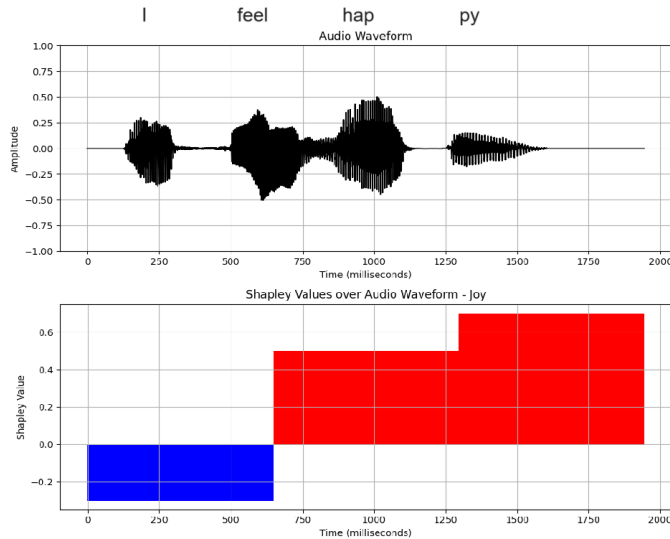 I feel hap py
Audio Waveform
1.00
0.75
0.50
0.25
0.00
−0.25
−0.50
−0.75
−1.00
Amplitude
0 250 500 750 1000 1250 1500 1750 2000
Time (milliseconds)
Shapley Values over Audio Waveform - Joy
0.6
0.4
0.2
0.0
−0.2
Shapley Value
0 250 500 750 1000 1250 1500 1750 2000
Time (milliseconds)